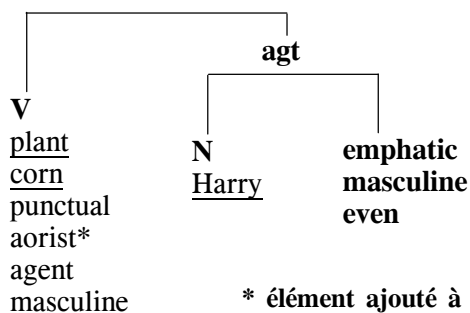 agt
V
plant
corn
punctual
aorist*
agent
masculine
N
Harry
emphatic
masculine
even
* élément ajouté à